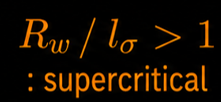 R_w / l_σ > 1
: supercritical